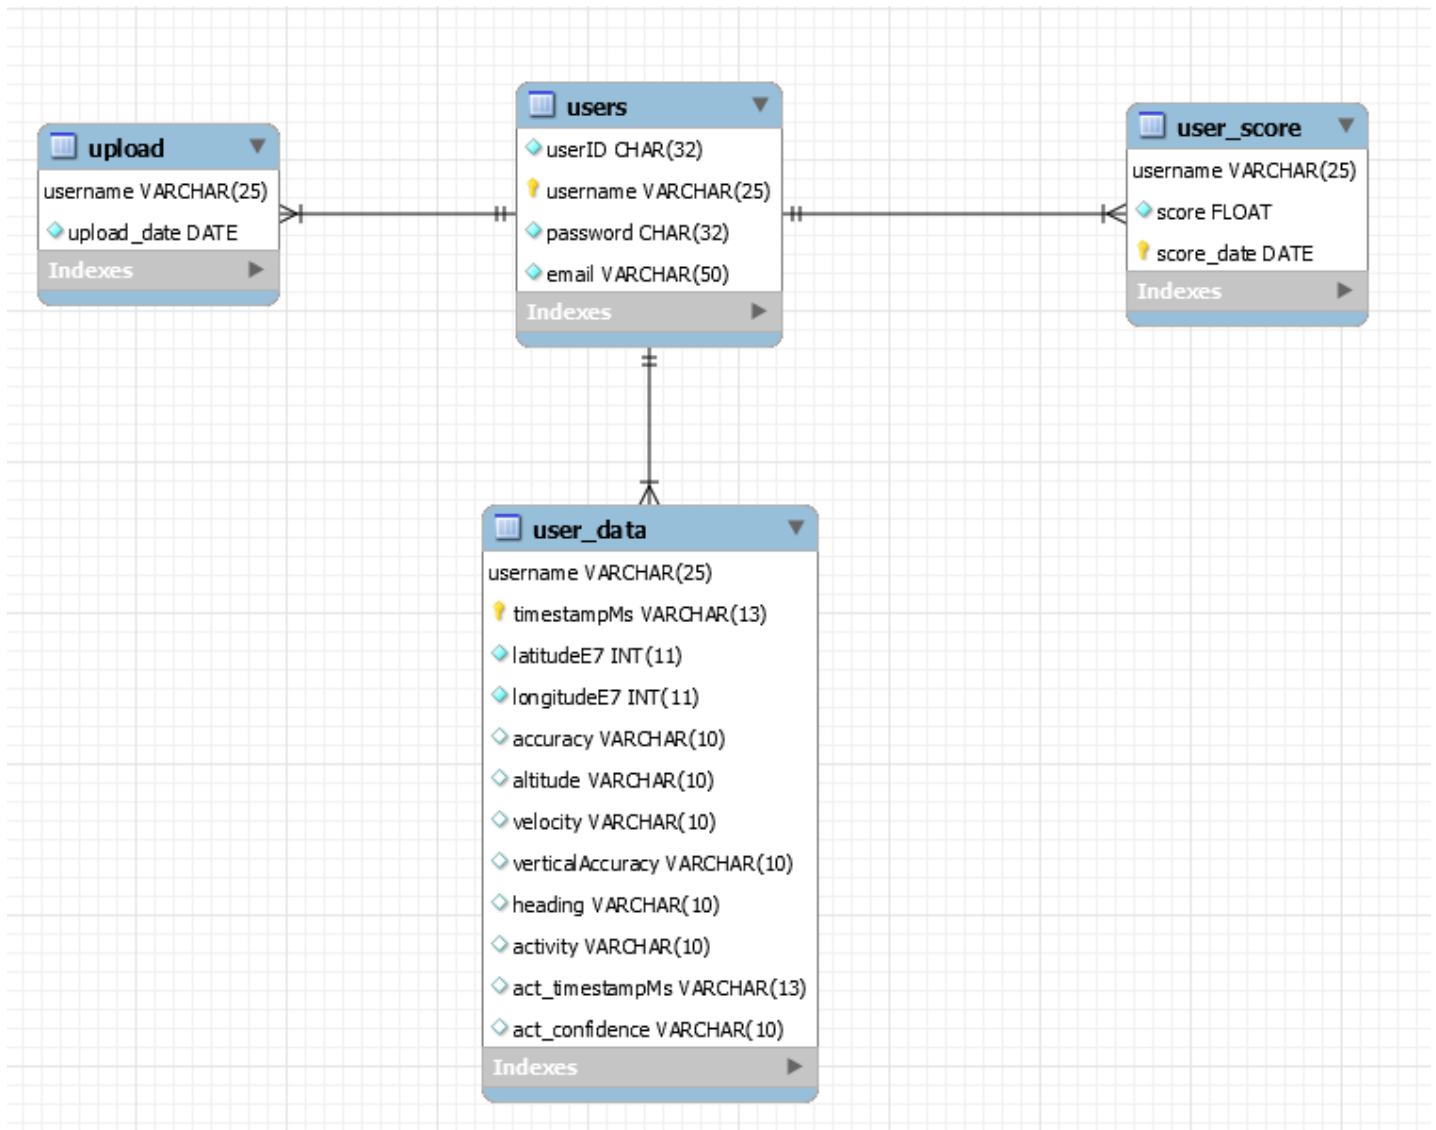 upload
username VARCHAR(25)
upload_date DATE
Indexes
users
userID CHAR(32)
username VARCHAR(25)
password CHAR(32)
email VARCHAR(50)
Indexes
user_score
username VARCHAR(25)
score FLOAT
score_date DATE
Indexes
user_data
username VARCHAR(25)
timestampMs VARCHAR(13)
latitudeE7 INT(11)
longitudeE7 INT(11)
accuracy VARCHAR(10)
altitude VARCHAR(10)
velocity VARCHAR(10)
verticalAccuracy VARCHAR(10)
heading VARCHAR(10)
activity VARCHAR(10)
act_timestampMs VARCHAR(13)
act_confidence VARCHAR(10)
Indexes